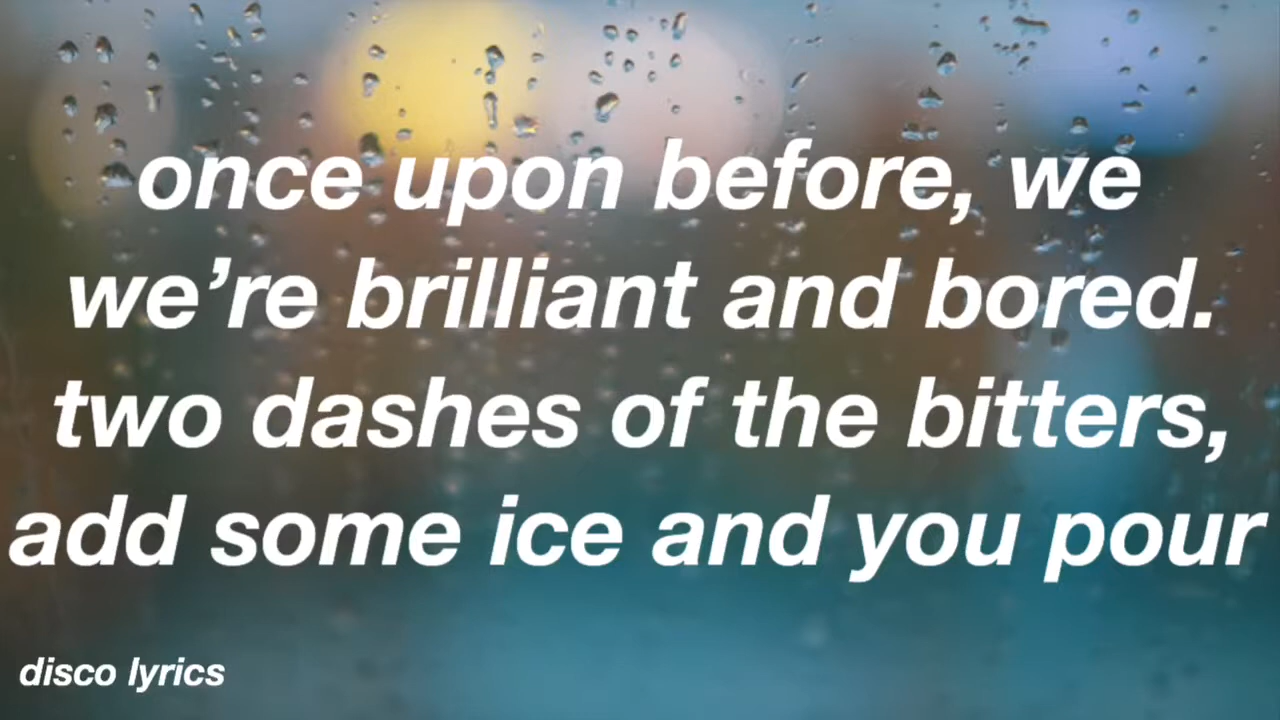 once upon before, we
we’re brilliant and bored.
two dashes of the bitters,
add some ice and you pour
disco lyrics